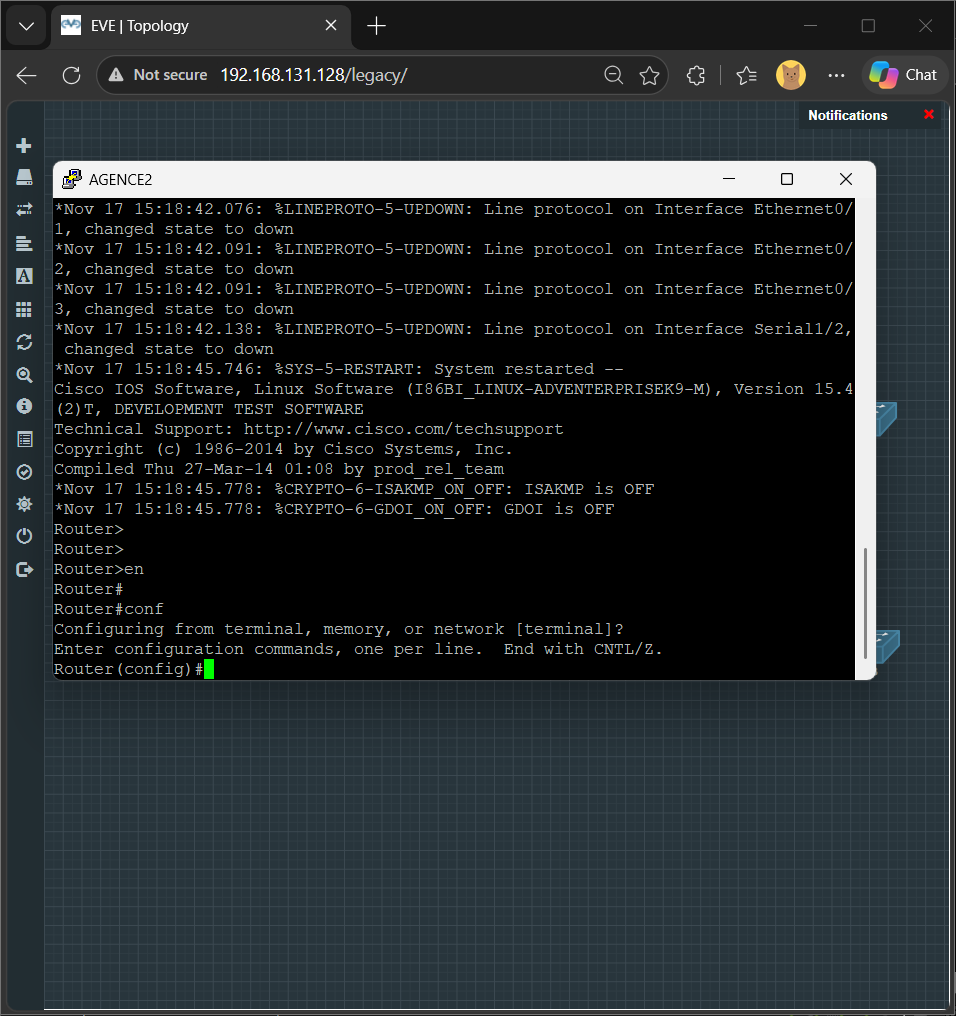 EVE | Topology
Not secure 192.168.131.128/legacy/
Chat
Notifications
AGENCE2
*Nov 17 15:18:42.076: %LINEPROTO-5-UPDOWN: Line protocol on Interface Ethernet0/
1, changed state to down
*Nov 17 15:18:42.091: %LINEPROTO-5-UPDOWN: Line protocol on Interface Ethernet0/
2, changed state to down
*Nov 17 15:18:42.091: %LINEPROTO-5-UPDOWN: Line protocol on Interface Ethernet0/
3, changed state to down
*Nov 17 15:18:42.138: %LINEPROTO-5-UPDOWN: Line protocol on Interface Serial1/2,
 changed state to down
*Nov 17 15:18:45.746: %SYS-5-RESTART: System restarted --
Cisco IOS Software, Linux Software (I86BI_LINUX-ADVENTERPRISEK9-M), Version 15.4
(2)T, DEVELOPMENT TEST SOFTWARE
Technical Support: http://www.cisco.com/techsupport
Copyright (c) 1986-2014 by Cisco Systems, Inc.
Compiled Thu 27-Mar-14 01:08 by prod_rel_team
*Nov 17 15:18:45.778: %CRYPTO-6-ISAKMP_ON_OFF: ISAKMP is OFF
*Nov 17 15:18:45.778: %CRYPTO-6-GDOI_ON_OFF: GDOI is OFF
Router>
Router>
Router>en
Router#
Router#conf
Configuring from terminal, memory, or network [terminal]?
Enter configuration commands, one per line.  End with CNTL/Z.
Router(config)#